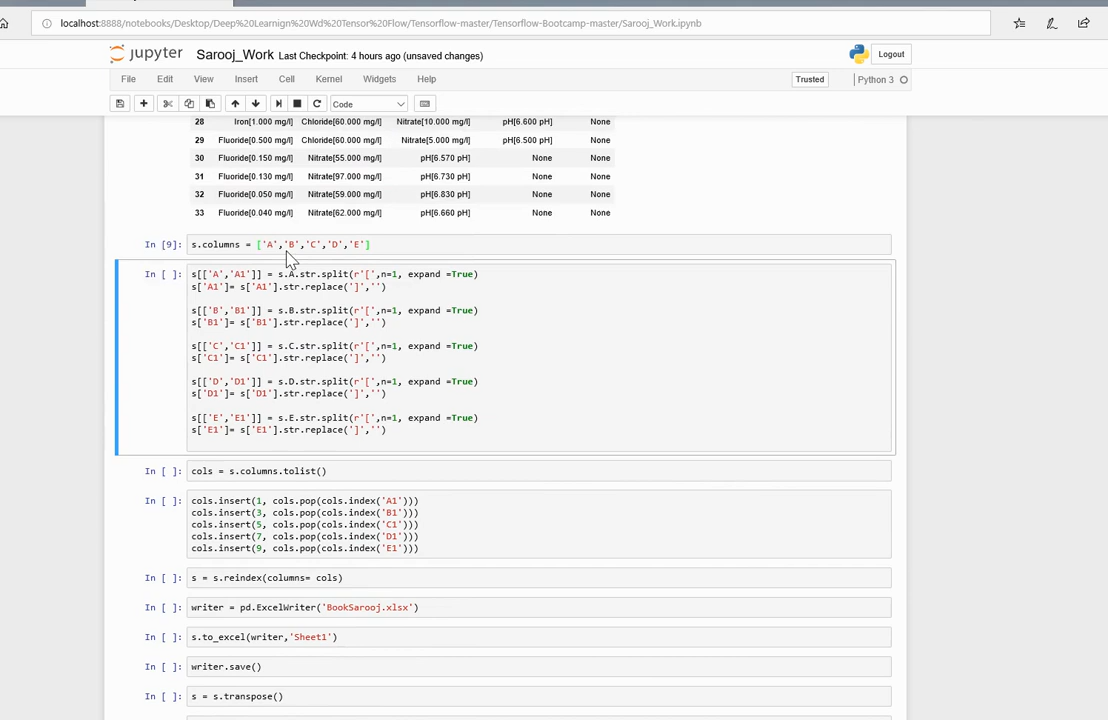 localhost:8888/notebooks/Desktop/Deep%20Learnign%20Wd%20Tensor%20Flow/Tensorflow-master/Tensorflow-Bootcamp-master/Sarooj_Work.ipynb
jupyter Sarooj_Work Last Checkpoint: 4 hours ago (unsaved changes) Logout
File Edit View Insert Cell Kernel Widgets Help Trusted Python 3
Code
28 Iron[1.000 mg/l] Chloride[60.000 mg/l] Nitrate[10.000 mg/l] pH[6.600 pH] None
29 Fluoride[0.500 mg/l] Chloride[60.000 mg/l] Nitrate[5.000 mg/l] pH[6.500 pH] None
30 Fluoride[0.150 mg/l] Nitrate[55.000 mg/l] pH[6.570 pH] None None
31 Fluoride[0.130 mg/l] Nitrate[97.000 mg/l] pH[6.730 pH] None None
32 Fluoride[0.050 mg/l] Nitrate[59.000 mg/l] pH[6.830 pH] None None
33 Fluoride[0.040 mg/l] Nitrate[62.000 mg/l] pH[6.660 pH] None None
In [9]: s.columns = ['A','B','C','D','E']
In [ ]: s[['A','A1']] = s.A.str.split(r'[',n=1, expand =True)
s['A1']= s['A1'].str.replace(']','')
s[['B','B1']] = s.B.str.split(r'[',n=1, expand =True)
s['B1']= s['B1'].str.replace(']','')
s[['C','C1']] = s.C.str.split(r'[',n=1, expand =True)
s['C1']= s['C1'].str.replace(']','')
s[['D','D1']] = s.D.str.split(r'[',n=1, expand =True)
s['D1']= s['D1'].str.replace(']','')
s[['E','E1']] = s.E.str.split(r'[',n=1, expand =True)
s['E1']= s['E1'].str.replace(']','')
In [ ]: cols = s.columns.tolist()
In [ ]: cols.insert(1, cols.pop(cols.index('A1')))
cols.insert(3, cols.pop(cols.index('B1')))
cols.insert(5, cols.pop(cols.index('C1')))
cols.insert(7, cols.pop(cols.index('D1')))
cols.insert(9, cols.pop(cols.index('E1')))
In [ ]: s = s.reindex(columns= cols)
In [ ]: writer = pd.ExcelWriter('BookSarooj.xlsx')
In [ ]: s.to_excel(writer,'Sheet1')
In [ ]: writer.save()
In [ ]: s = s.transpose()